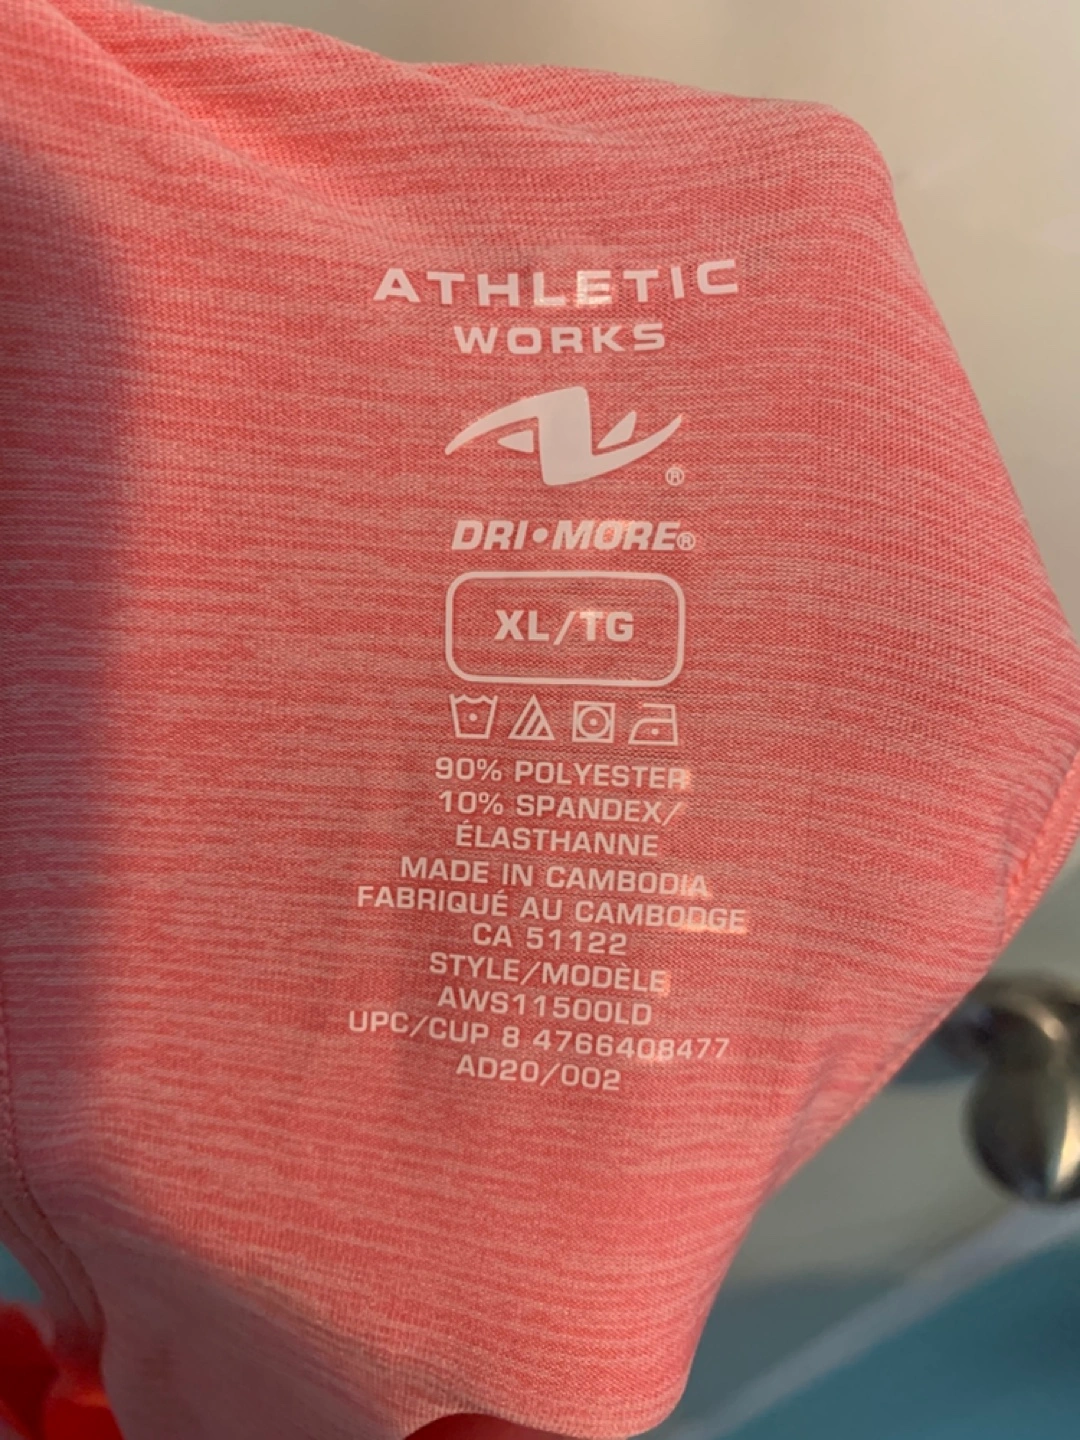 ATHLETIC
WORKS
®
DRI•MORE®
XL/TG
90% POLYESTER
10% SPANDEX/
ÉLASTHANNE
MADE IN CAMBODIA
FABRIQUÉ AU CAMBODGE
CA 51122
STYLE/MODÈLE
AWS11500LD
UPC/CUP 8 4766408477
AD20/002